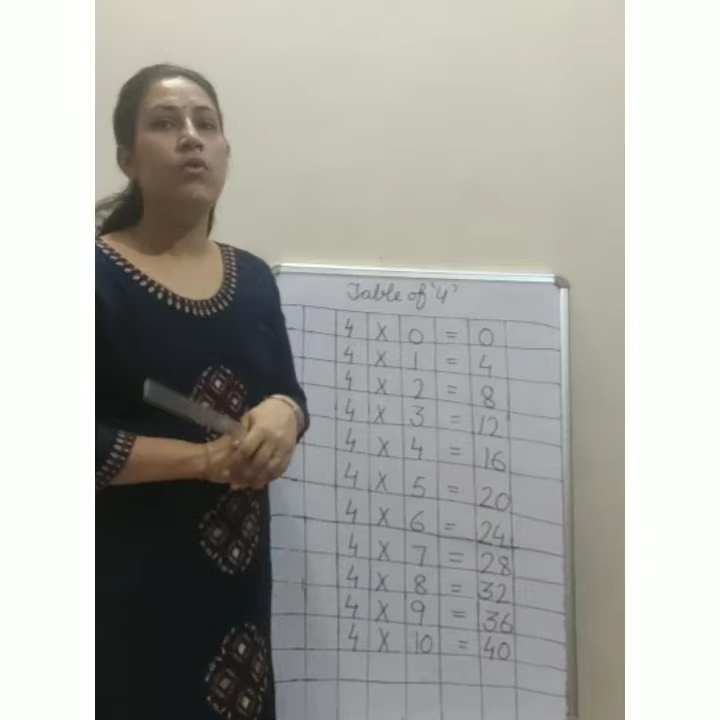 Table of '4'
4 X 0 = 0
4 X 1 = 4
4 X 2 = 8
4 X 3 = 12
4 X 4 = 16
4 X 5 = 20
4 X 6 = 24
4 X 7 = 28
4 X 8 = 32
4 X 9 = 36
4 X 10 = 40